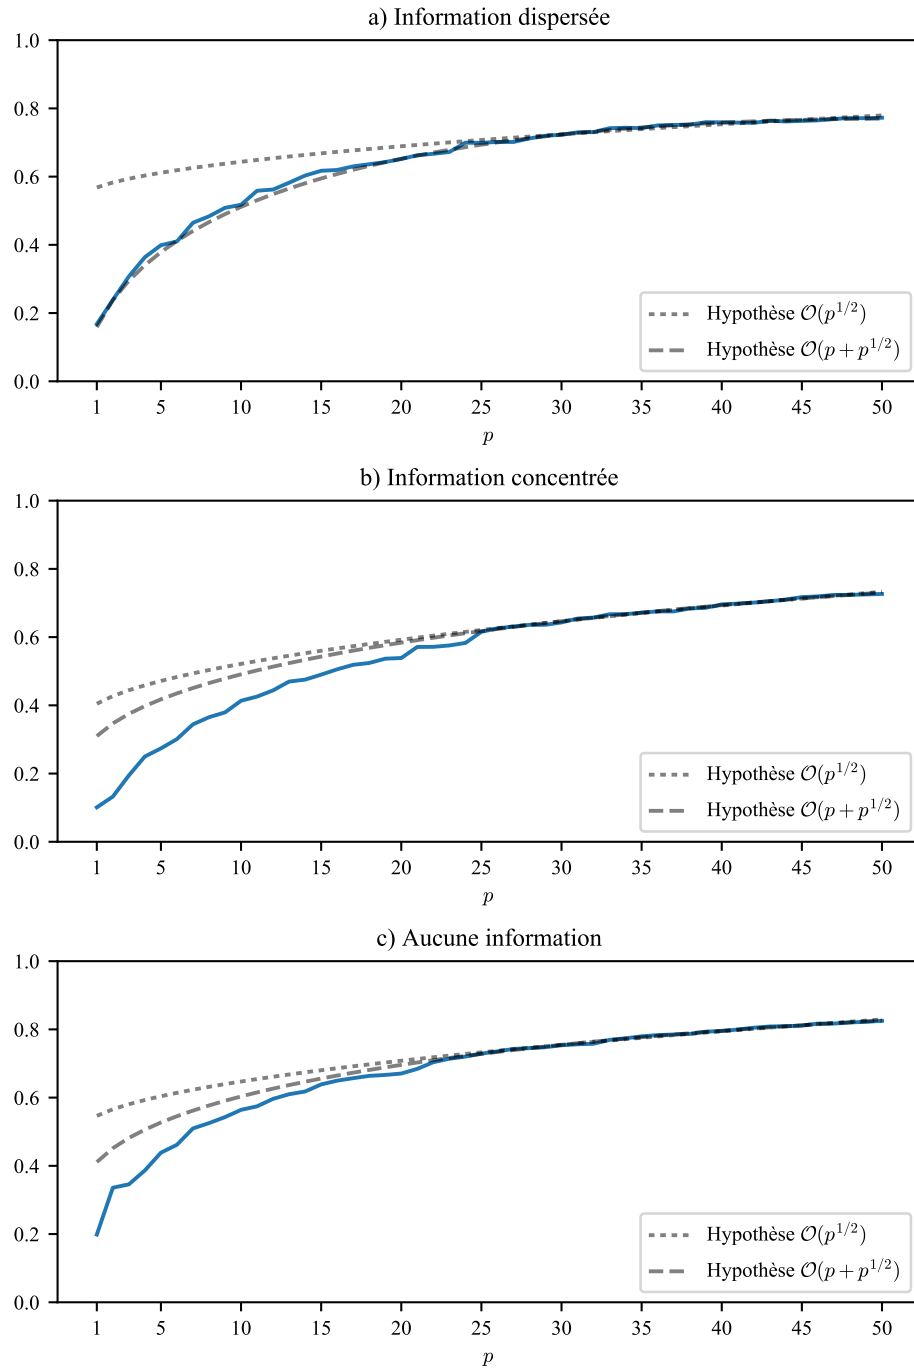 a) Information dispersée
1.0
0.8
0.6
0.4
0.2
0.0
Hypothèse 𝒪(p^{1/2})
Hypothèse 𝒪(p + p^{1/2})
1 5 10 15 20 25 30 35 40 45 50
p
b) Information concentrée
1.0
0.8
0.6
0.4
0.2
0.0
Hypothèse 𝒪(p^{1/2})
Hypothèse 𝒪(p + p^{1/2})
1 5 10 15 20 25 30 35 40 45 50
p
c) Aucune information
1.0
0.8
0.6
0.4
0.2
0.0
Hypothèse 𝒪(p^{1/2})
Hypothèse 𝒪(p + p^{1/2})
1 5 10 15 20 25 30 35 40 45 50
p